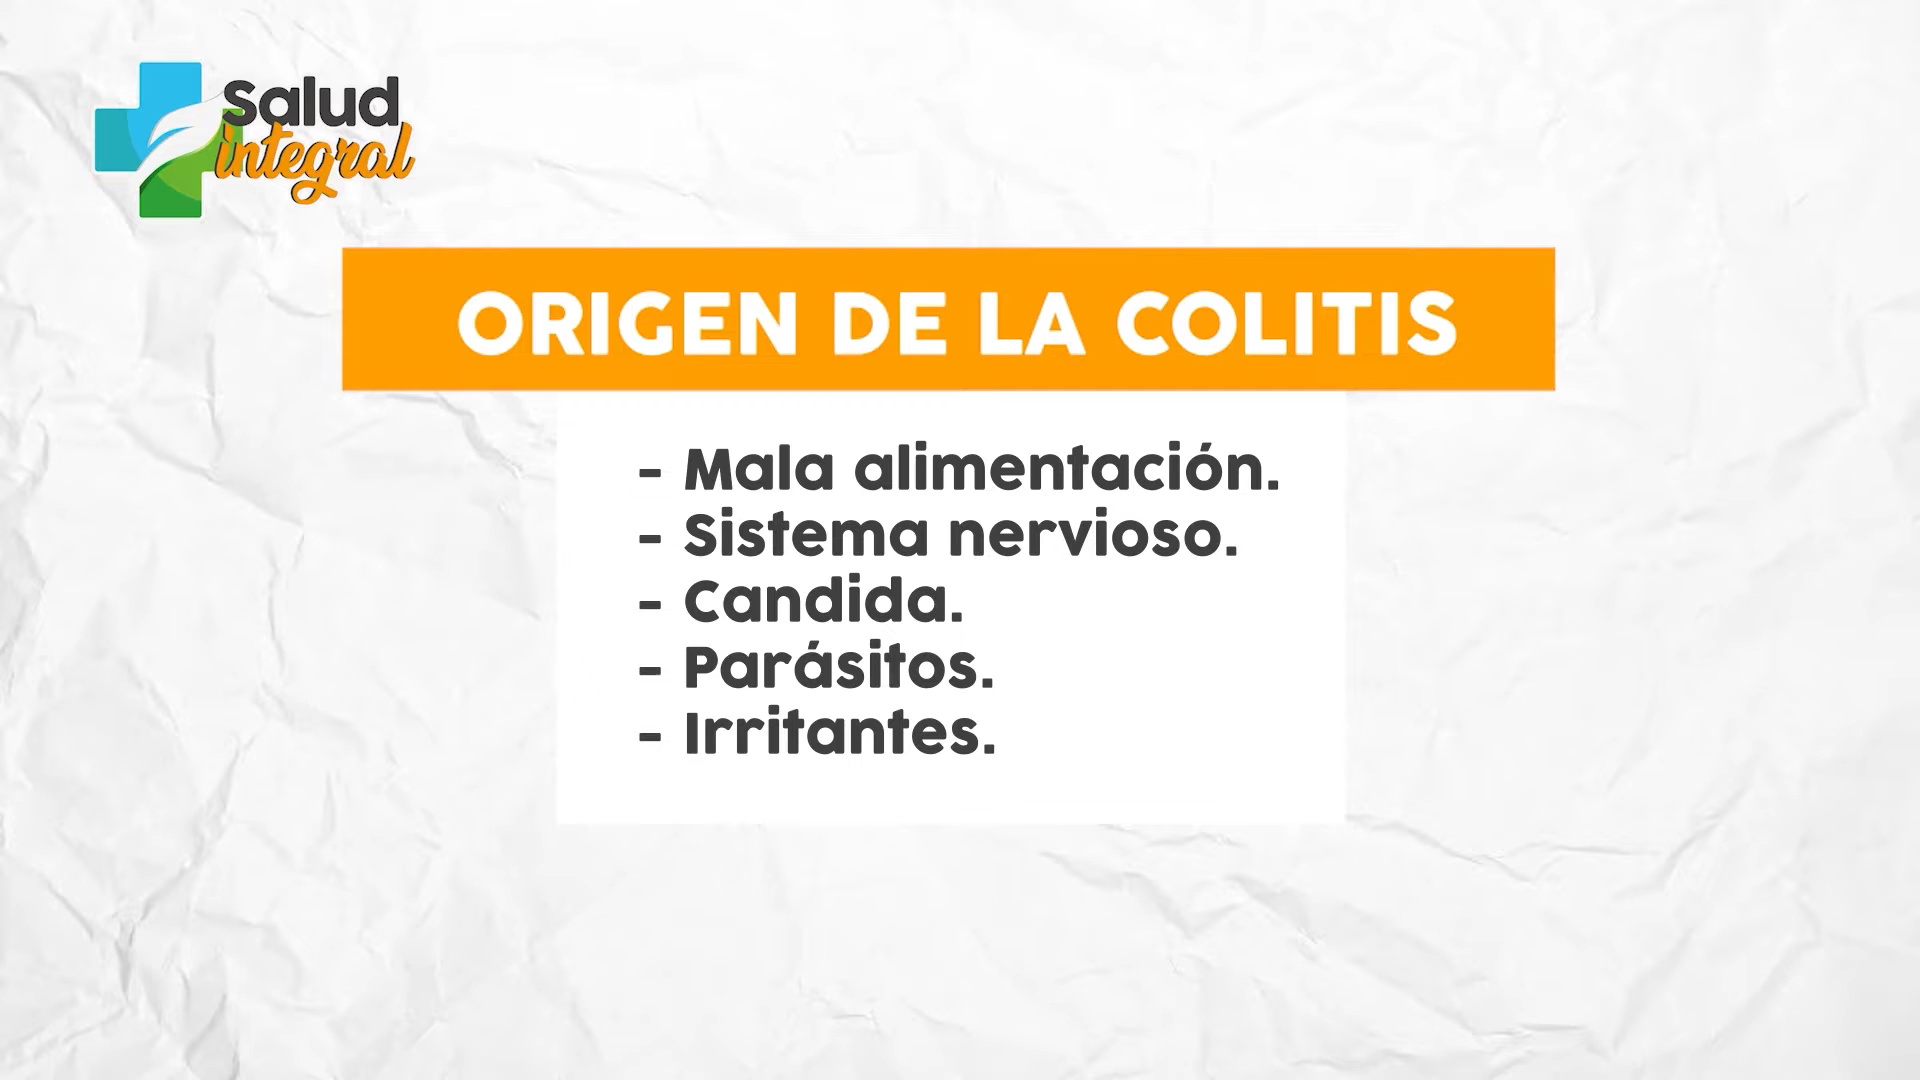 Salud
integral
ORIGEN DE LA COLITIS
- Mala alimentación.
- Sistema nervioso.
- Candida.
- Parásitos.
- Irritantes.